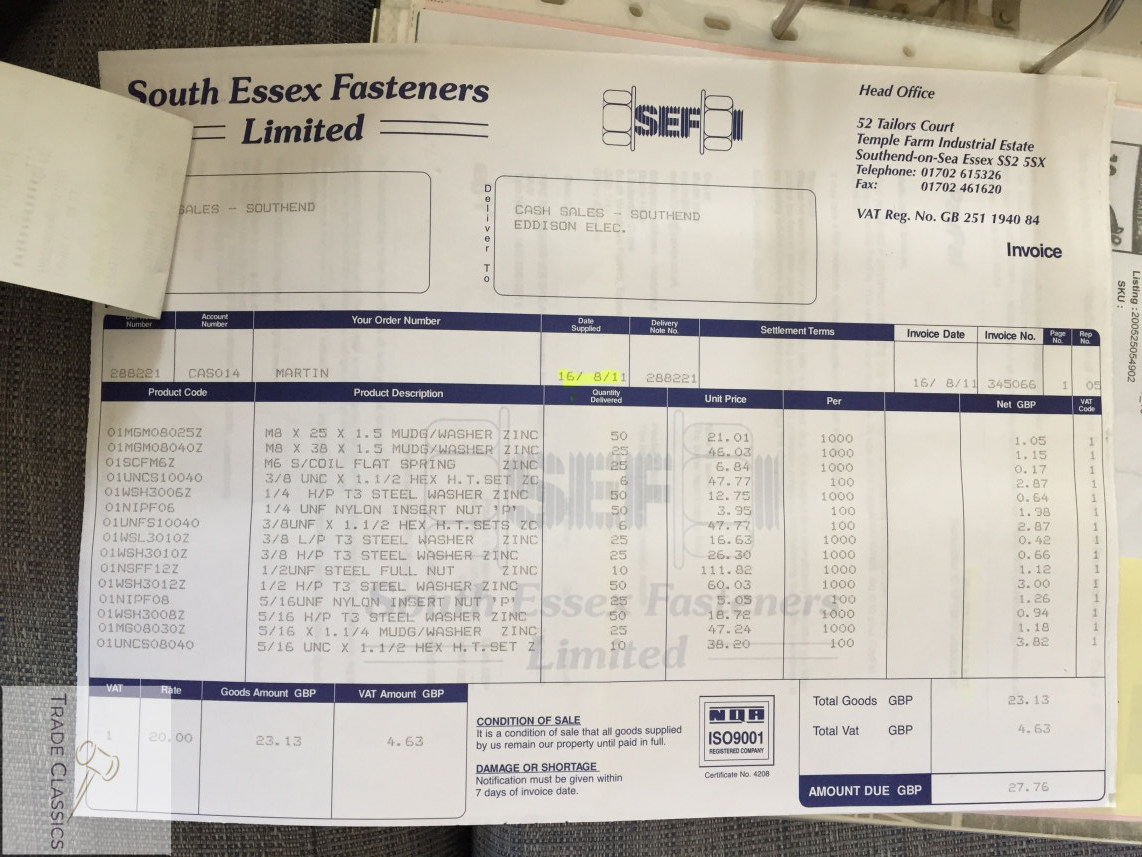 South Essex Fasteners
Limited
SEF
Head Office
52 Tailors Court
Temple Farm Industrial Estate
Southend-on-Sea Essex SS2 5SX
Telephone: 01702 615326
Fax: 01702 461620
VAT Reg. No. GB 251 1940 84
Invoice
SALES - SOUTHEND
Deliver To
CASH SALES - SOUTHEND
EDDISON ELEC.
Number Account Number Your Order Number Date Supplied Delivery Note No. Settlement Terms Invoice Date Invoice No. Page No. Rep No.
288221 CAS014 MARTIN 16/ 8/11 288221 16/ 8/11 345066 1 05
Product Code Product Description Quantity Delivered Unit Price Per Net GBP VAT Code
01MGM08025Z M8 X 25 X 1.5 MUDG/WASHER ZINC 50 21.01 1000 1.05 1
01MGM08040Z M8 X 38 X 1.5 MUDG/WASHER ZINC 25 46.03 1000 1.15 1
01SCFM6Z M6 S/COIL FLAT SPRING ZINC 25 6.84 1000 0.17 1
01UNCS10040 3/8 UNC X 1.1/2 HEX H.T.SET ZC 6 47.77 100 2.87 1
01WSH3006Z 1/4 H/P T3 STEEL WASHER ZINC 50 12.75 1000 0.64 1
01NIPF06 1/4 UNF NYLON INSERT NUT 'P' 50 3.95 100 1.98 1
01UNFS10040 3/8UNF X 1.1/2 HEX H.T.SETS ZC 6 47.77 100 2.87 1
01WSL3010Z 3/8 L/P T3 STEEL WASHER ZINC 25 16.63 1000 0.42 1
01WSH3010Z 3/8 H/P T3 STEEL WASHER ZINC 25 26.30 1000 0.66 1
01NSFF12Z 1/2UNF STEEL FULL NUT ZINC 10 111.82 1000 1.12 1
01WSH3012Z 1/2 H/P T3 STEEL WASHER ZINC 50 60.03 1000 3.00 1
01NIPF08 5/16UNF NYLON INSERT NUT 'P' 25 5.05 100 1.26 1
01WSH3008Z 5/16 H/P T3 STEEL WASHER ZINC 50 18.72 1000 0.94 1
01MG08030Z 5/16 X 1.1/4 MUDG/WASHER ZINC 25 47.24 1000 1.18 1
01UNCS08040 5/16 UNC X 1.1/2 HEX H.T.SET Z 10 38.20 100 3.82 1
SEF
South Essex Fasteners
Limited
VAT Rate Goods Amount GBP VAT Amount GBP
1 20.00 23.13 4.63
CONDITION OF SALE
It is a condition of sale that all goods supplied
by us remain our property until paid in full.
DAMAGE OR SHORTAGE
Notification must be given within
7 days of invoice date.
NQA
ISO9001
REGISTERED COMPANY
Certificate No. 4208
Total Goods GBP 23.13
Total Vat GBP 4.63
AMOUNT DUE GBP 27.76
Listing : 200525054902
SKU :
TRADE CLASSICS